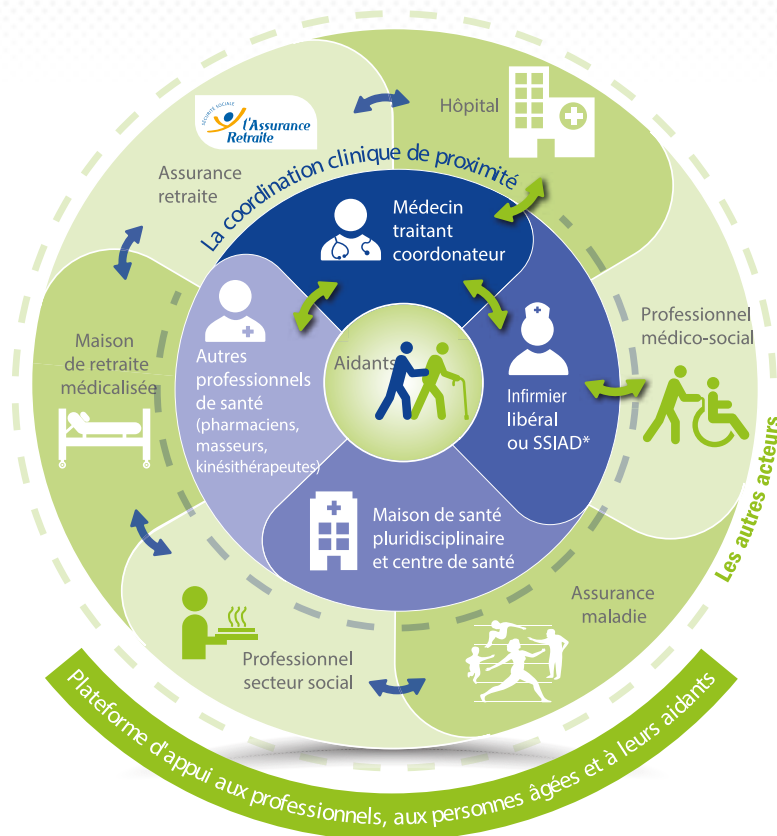 SÉCURITÉ SOCIALE
l'Assurance
Retraite
Assurance
retraite
Hôpital
La coordination clinique de proximité
Médecin
traitant
coordonateur
Professionnel
médico-social
Maison
de retraite
médicalisée
Autres
professionnels
de santé
(pharmaciens,
masseurs,
kinésithérapeutes)
Aidants
Infirmier
libéral
ou SSIAD*
Maison de santé
pluridisciplinaire
et centre de santé
Les autres acteurs
Assurance
maladie
Professionnel
secteur social
Plateforme d'appui aux professionnels, aux personnes âgées et à leurs aidants